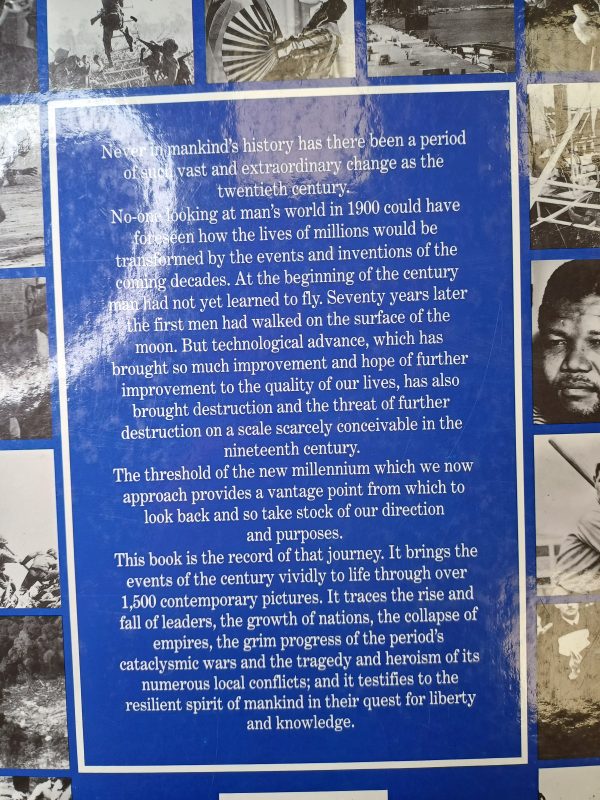 Never in mankind's history has there been a period
of such vast and extraordinary change as the
twentieth century.
No-one looking at man's world in 1900 could have
foreseen how the lives of millions would be
transformed by the events and inventions of the
coming decades. At the beginning of the century
man had not yet learned to fly. Seventy years later
the first men had walked on the surface of the
moon. But technological advance, which has
brought so much improvement and hope of further
improvement to the quality of our lives, has also
brought destruction and the threat of further
destruction on a scale scarcely conceivable in the
nineteenth century.
The threshold of the new millennium which we now
approach provides a vantage point from which to
look back and so take stock of our direction
and purposes.
This book is the record of that journey. It brings the
events of the century vividly to life through over
1,500 contemporary pictures. It traces the rise and
fall of leaders, the growth of nations, the collapse of
empires, the grim progress of the period's
cataclysmic wars and the tragedy and heroism of its
numerous local conflicts; and it testifies to the
resilient spirit of mankind in their quest for liberty
and knowledge.